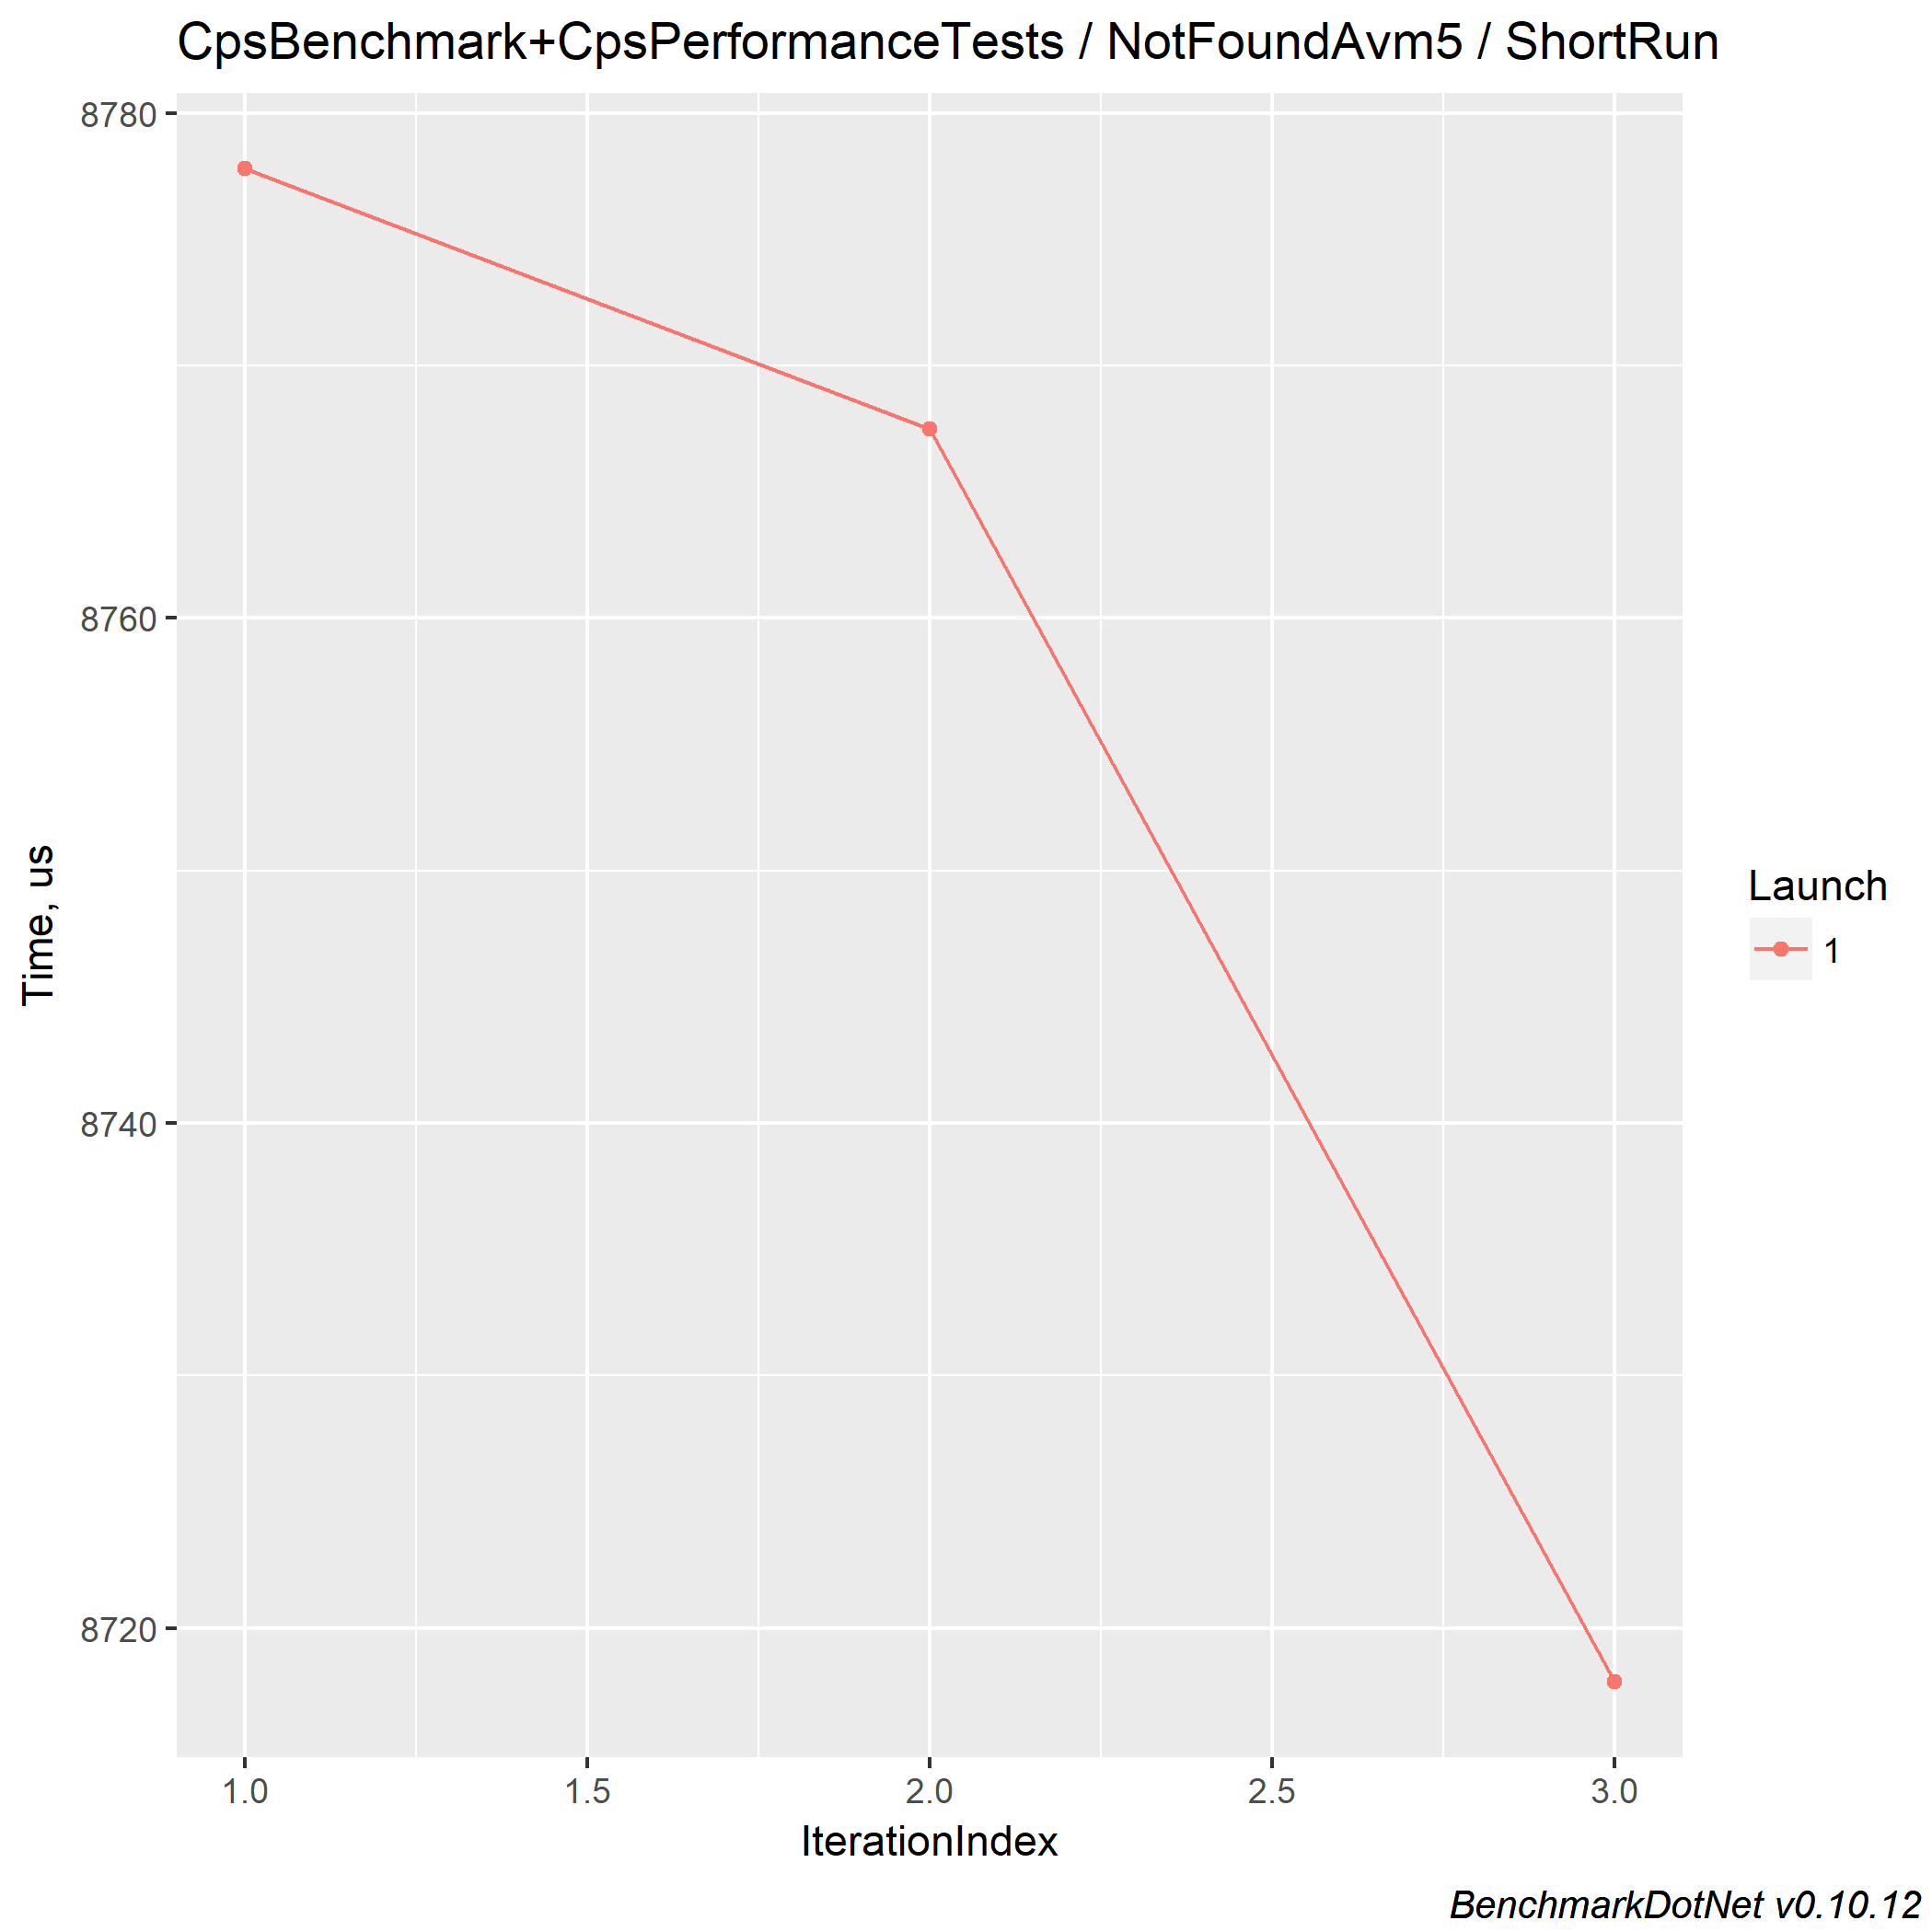 CpsBenchmark+CpsPerformanceTests / NotFoundAvm5 / ShortRun
8780
8760
8740
8720
Time, us
1.0 1.5 2.0 2.5 3.0
IterationIndex
Launch
1
BenchmarkDotNet v0.10.12